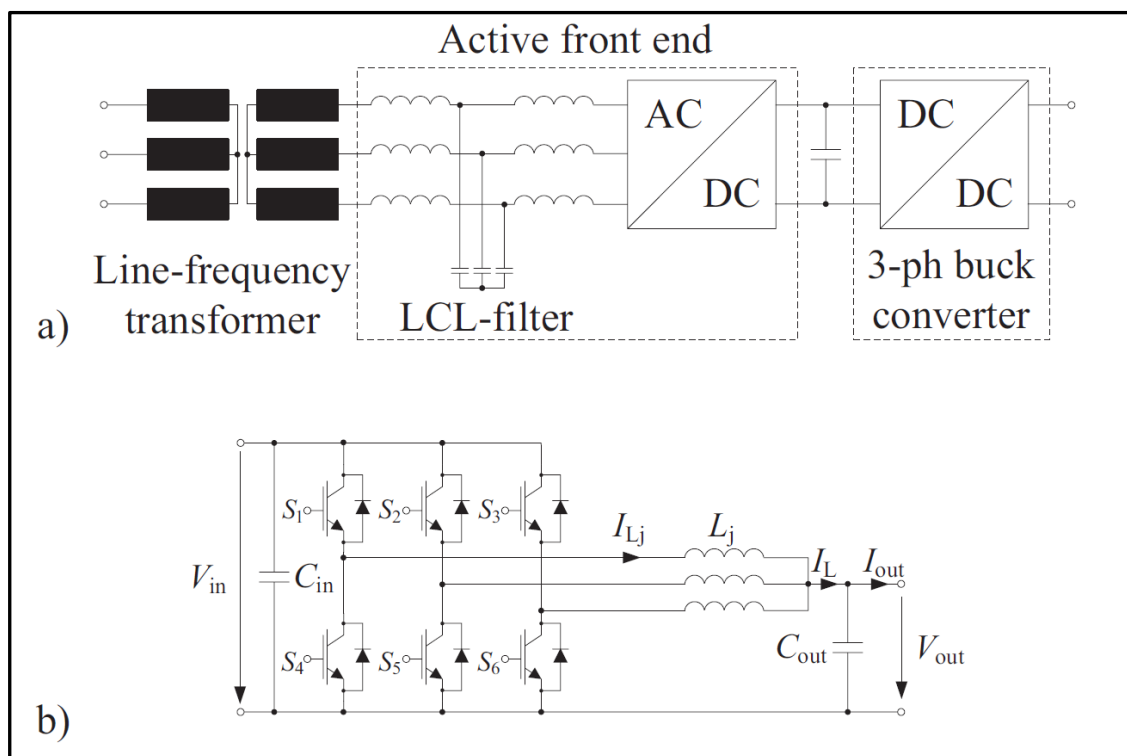 Active front end
AC
DC
DC
DC
Line-frequency
transformer
LCL-filter
3-ph buck
converter
a)
S1
S2
S3
ILj
Lj
IL
Iout
Vin
Cin
S4
S5
S6
Cout
Vout
b)